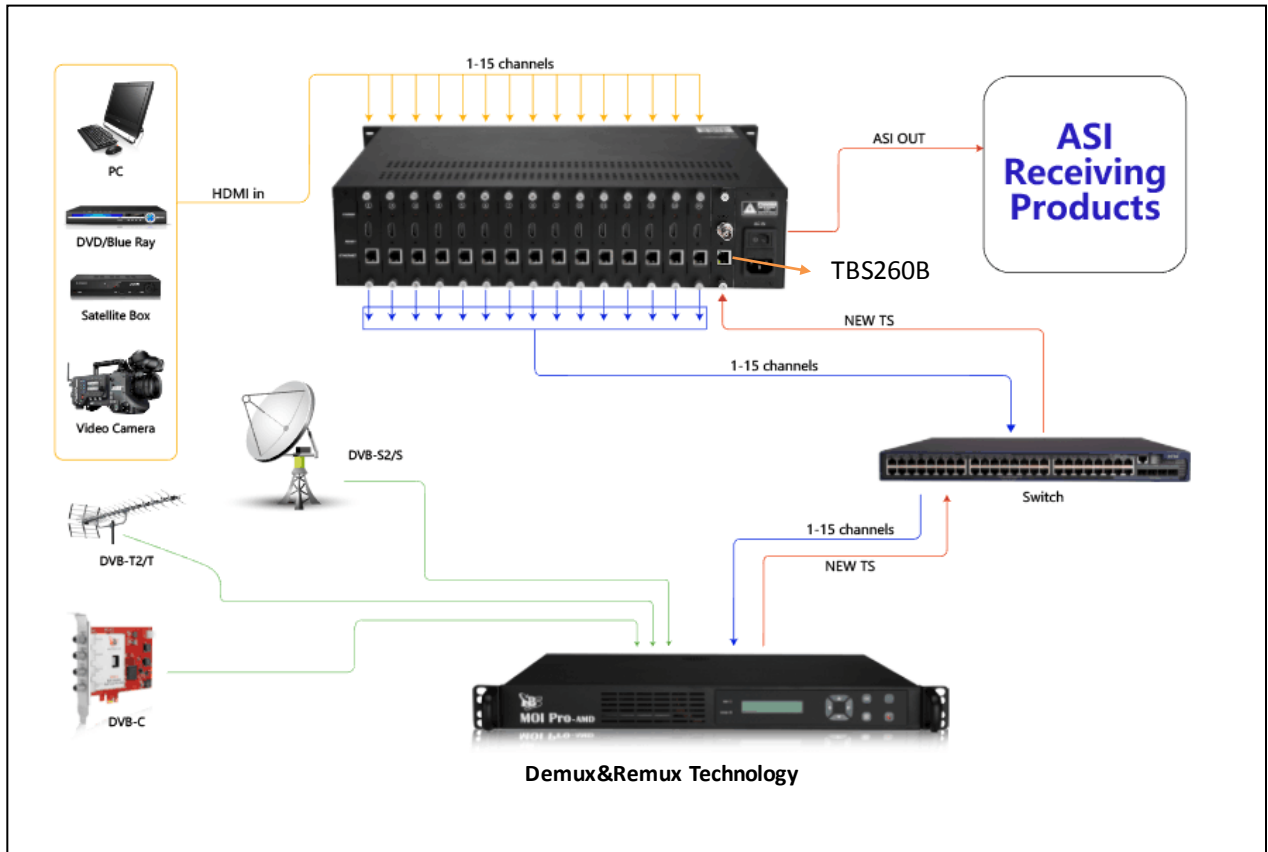 1-15 channels
PC
HDMI in
DVD/Blue Ray
Satellite Box
Video Camera
ASI OUT
ASI
Receiving
Products
TBS260B
NEW TS
1-15 channels
DVB-S2/S
Switch
DVB-T2/T
1-15 channels
NEW TS
DVB-C
MOI Pro-AMD
Demux&Remux Technology